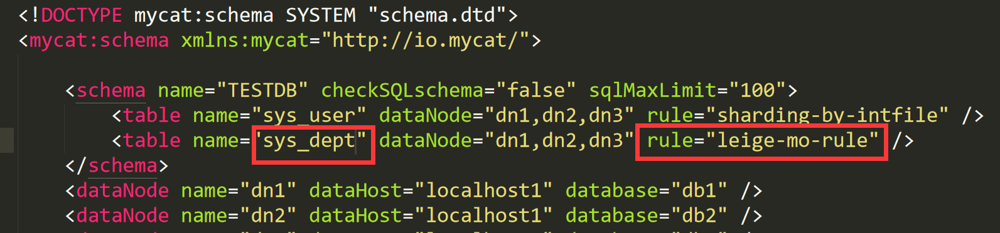 <!DOCTYPE mycat:schema SYSTEM "schema.dtd">
<mycat:schema xmlns:mycat="http://io.mycat/">
<schema name="TESTDB" checkSQLschema="false" sqlMaxLimit="100">
<table name="sys_user" dataNode="dn1,dn2,dn3" rule="sharding-by-intfile" />
<table name="sys_dept" dataNode="dn1,dn2,dn3" rule="leige-mo-rule" />
</schema>
<dataNode name="dn1" dataHost="localhost1" database="db1" />
<dataNode name="dn2" dataHost="localhost1" database="db2" />